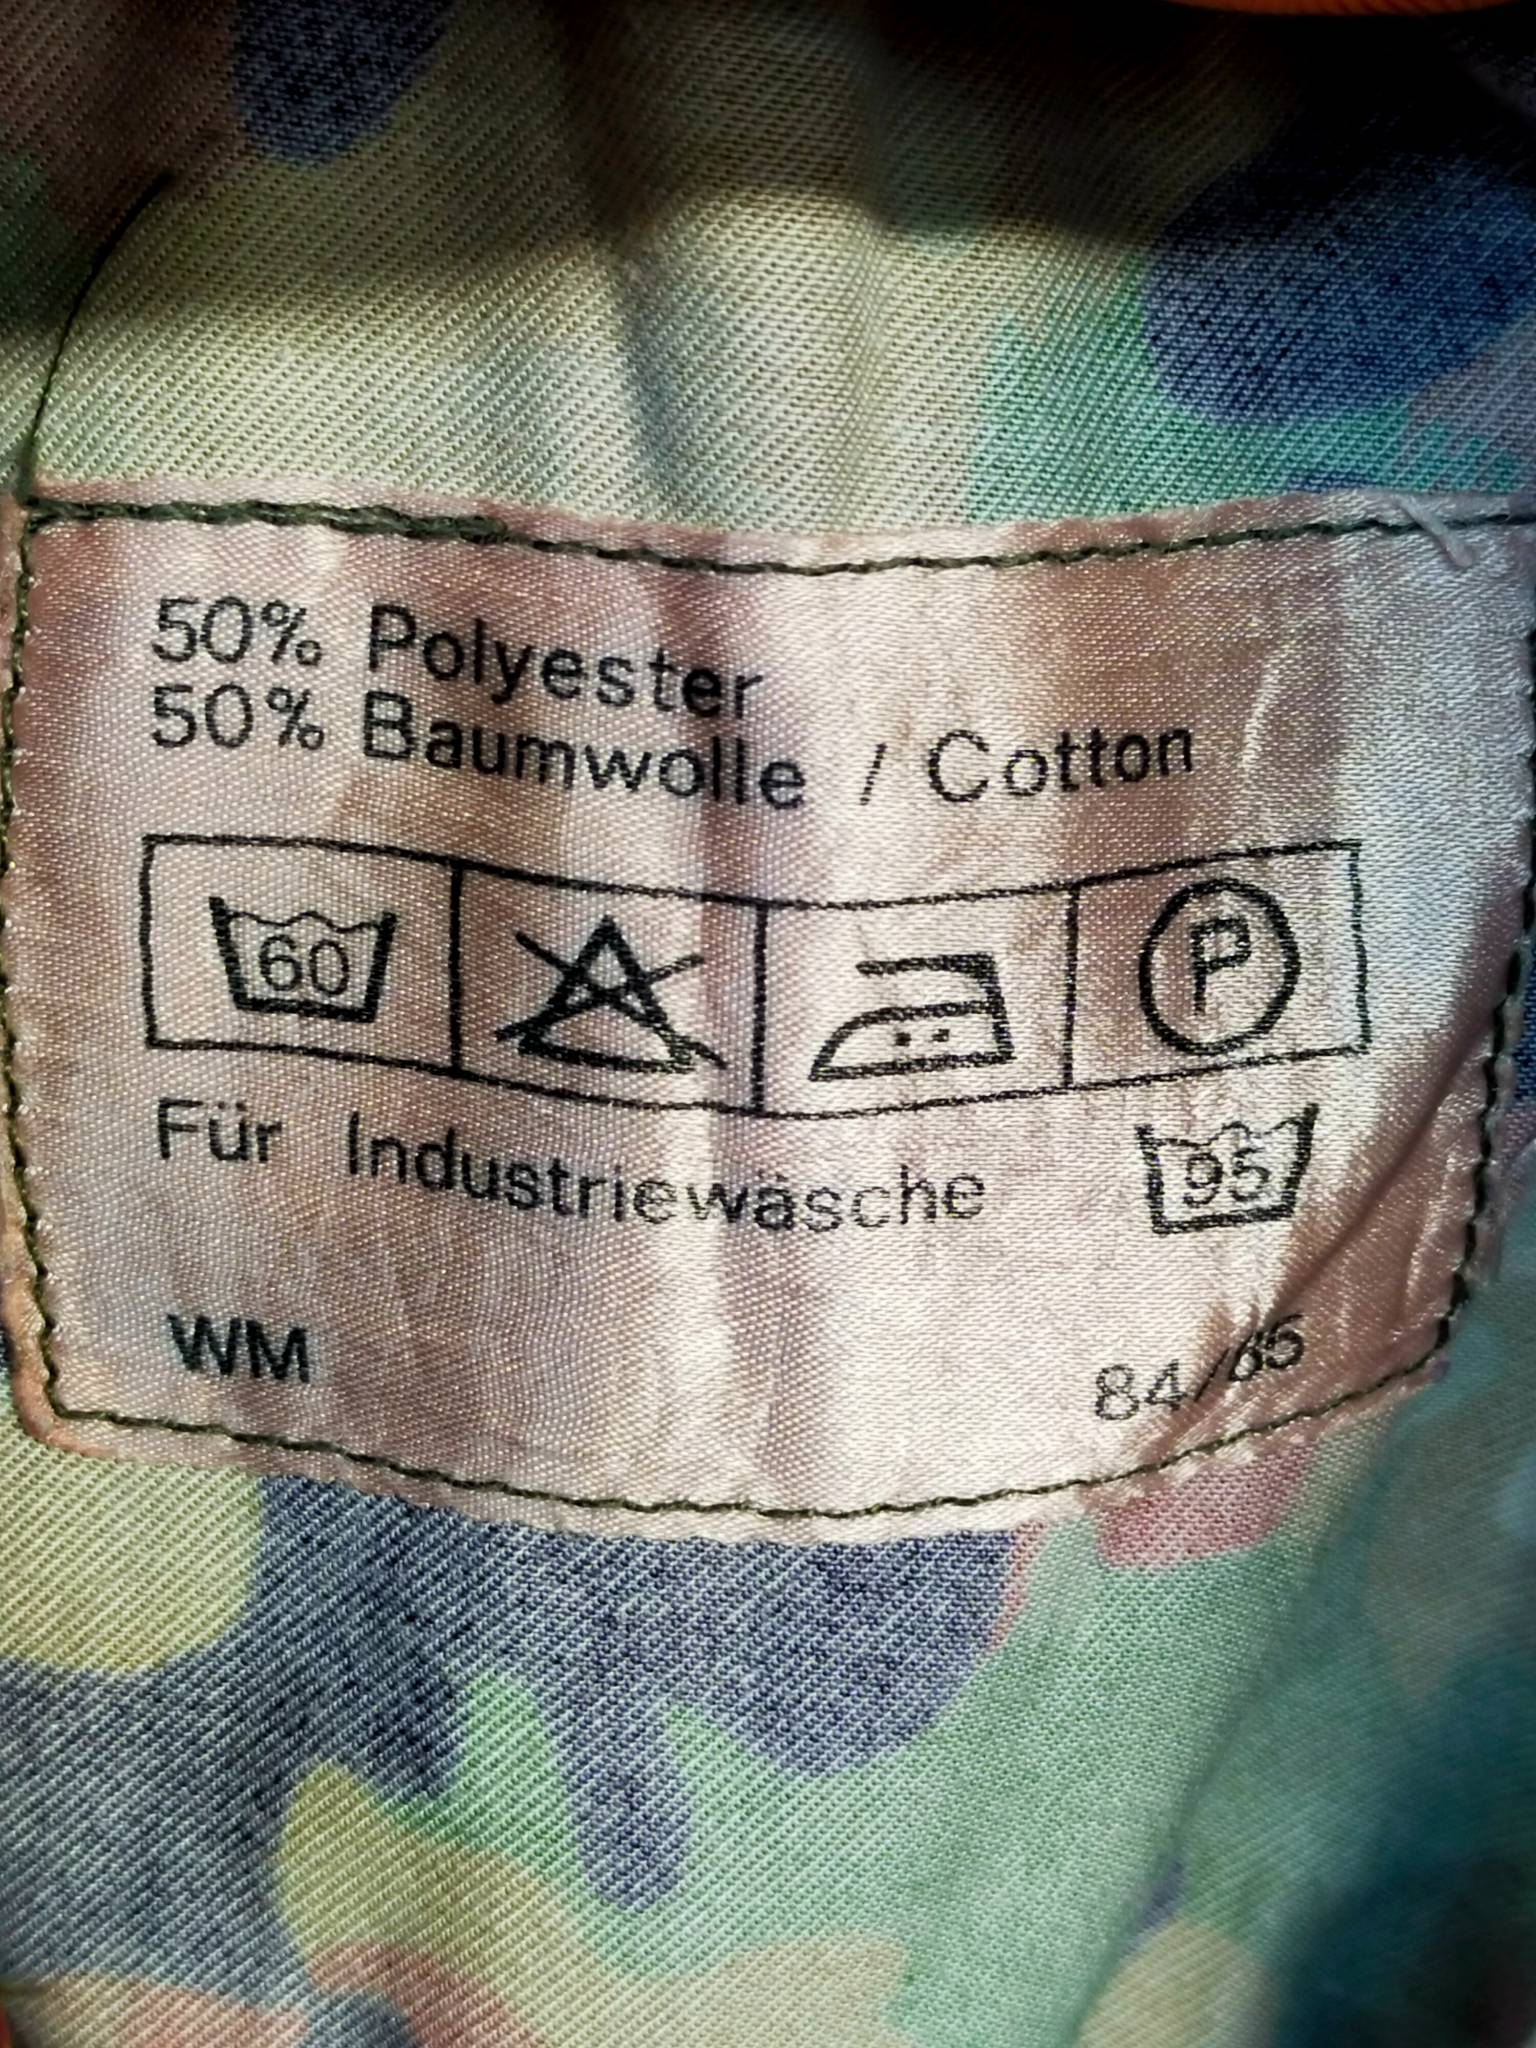 50% Polyester
50% Baumwolle / Cotton
60 P
Für Industriewäsche 95
WM 84/85